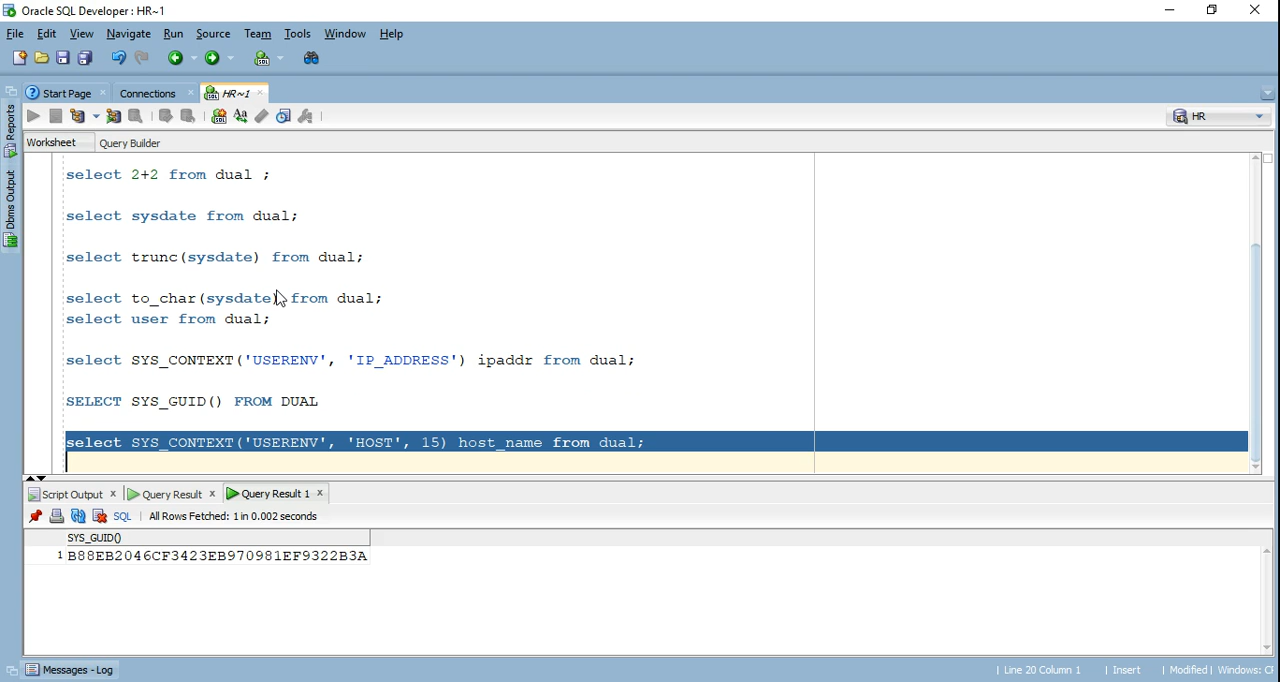 Oracle SQL Developer : HR~1
File Edit View Navigate Run Source Team Tools Window Help
Start Page Connections HR~1
HR
Worksheet Query Builder
Reports
Dbms Output
select 2+2 from dual ;
select sysdate from dual;
select trunc(sysdate) from dual;
select to_char(sysdate) from dual;
select user from dual;
select SYS_CONTEXT('USERENV', 'IP_ADDRESS') ipaddr from dual;
SELECT SYS_GUID() FROM DUAL
select SYS_CONTEXT('USERENV', 'HOST', 15) host_name from dual;
Script Output Query Result Query Result 1
SQL All Rows Fetched: 1 in 0.002 seconds
SYS_GUID()
1 B88EB2046CF3423EB970981EF9322B3A
Messages - Log
Line 20 Column 1 Insert Modified Windows: C